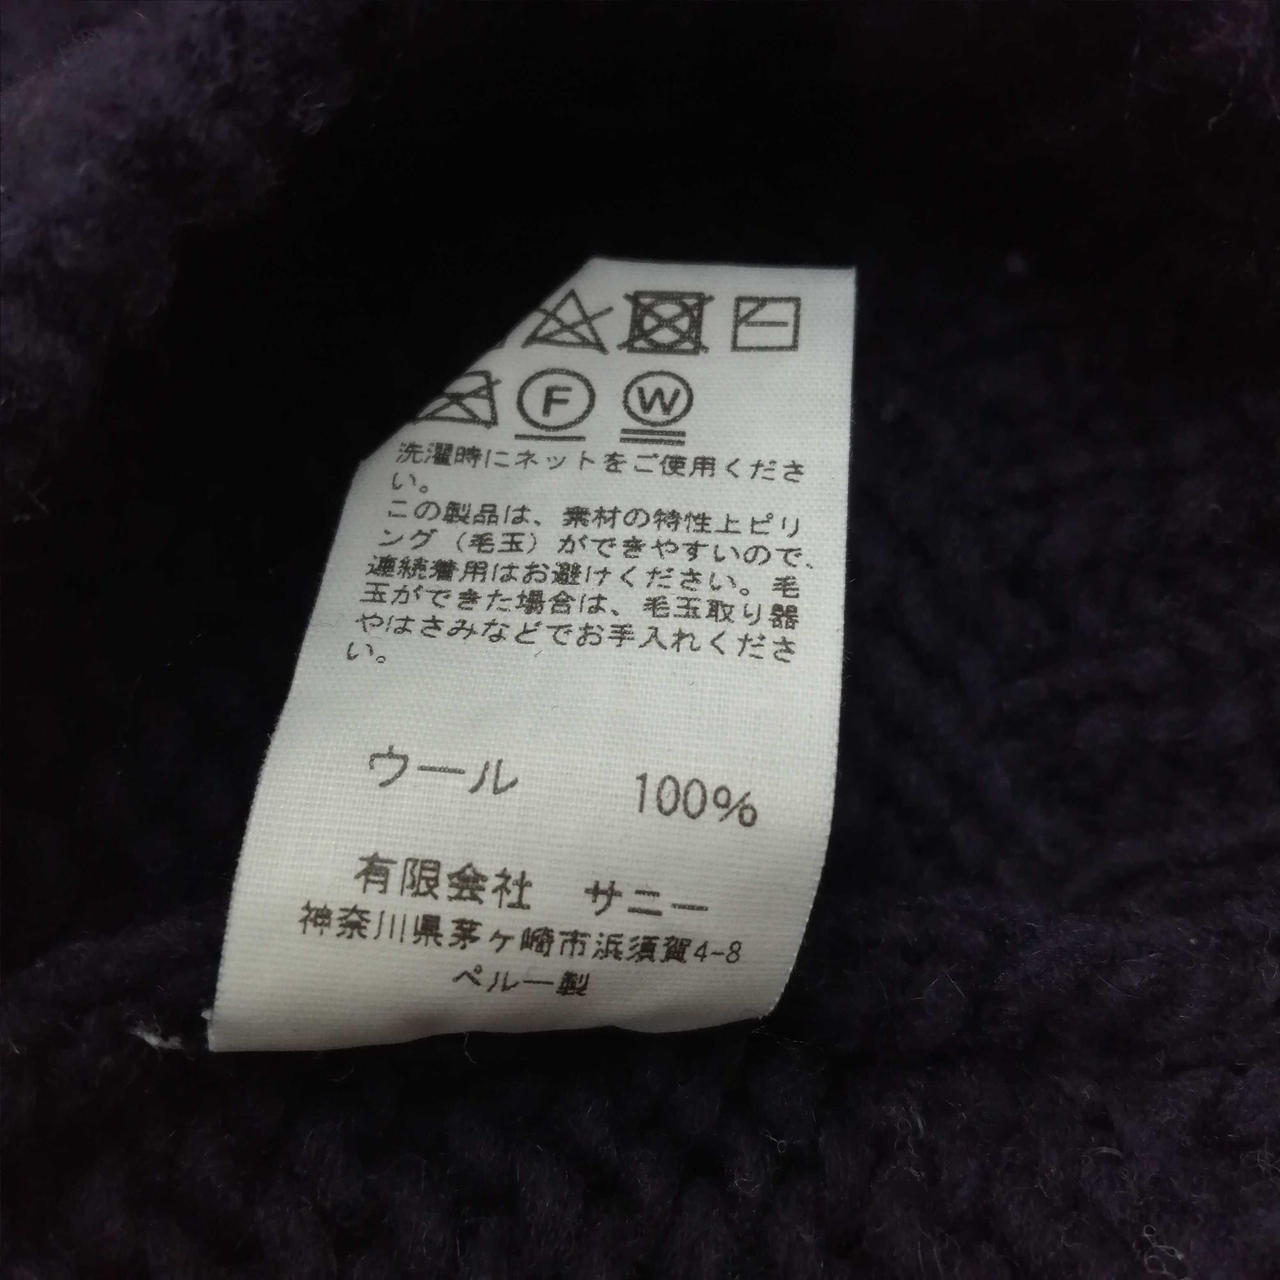 F W
洗濯時にネットをご使用くださ
い。
この製品は、素材の特性上ピリ
ング（毛玉）ができやすいので、
連続着用はお避けください。毛
玉ができた場合は、毛玉取り器
やはさみなどでお手入れくださ
い。
ウール 100%
有限会社 サニー
神奈川県茅ヶ崎市浜須賀4-8
ペルー製